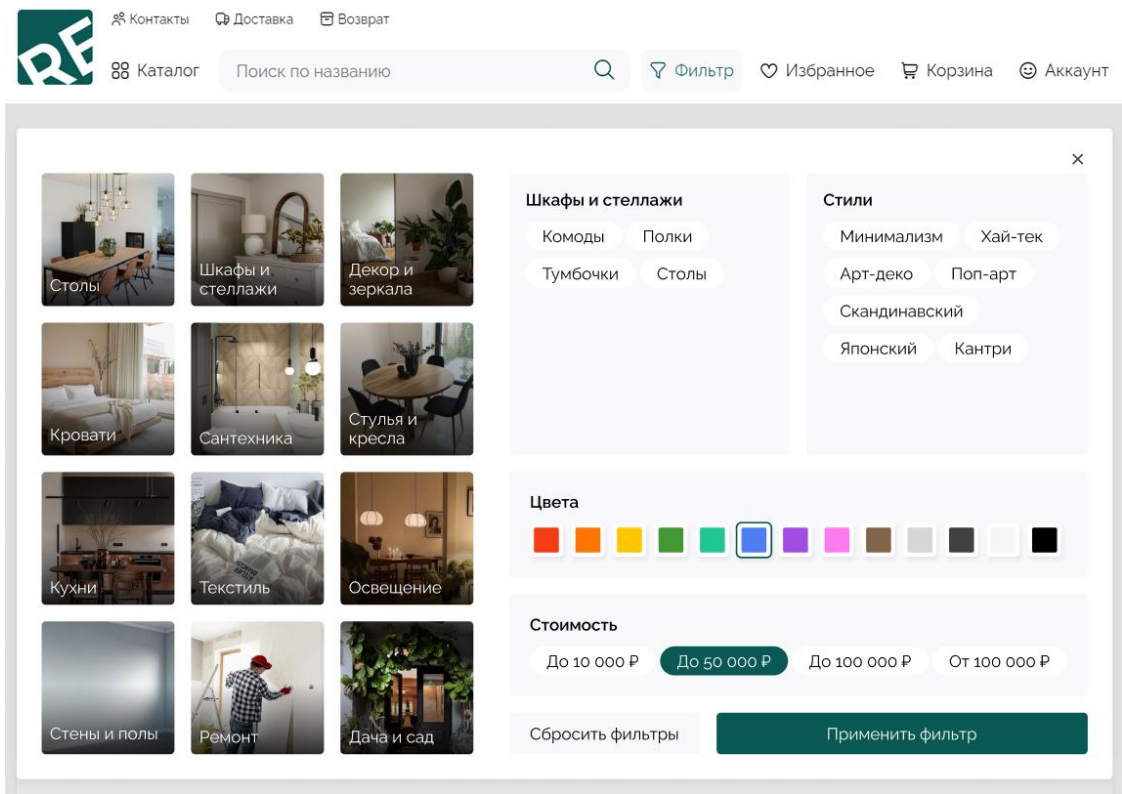 RE
Контакты
Доставка
Возврат
Каталог
Поиск по названию
Фильтр
Избранное
Корзина
Аккаунт
Столы
Шкафы и
стеллажи
Декор и
зеркала
Кровати
Сантехника
Стулья и
кресла
Кухни
Текстиль
Освещение
Стены и полы
Ремонт
Дача и сад
Шкафы и стеллажи
Комоды Полки
Тумбочки Столы
Стили
Минимализм Хай-тек
Арт-деко Поп-арт
Скандинавский
Японский Кантри
Цвета
Стоимость
До 10 000 ₽ До 50 000 ₽ До 100 000 ₽ От 100 000 ₽
Сбросить фильтры
Применить фильтр